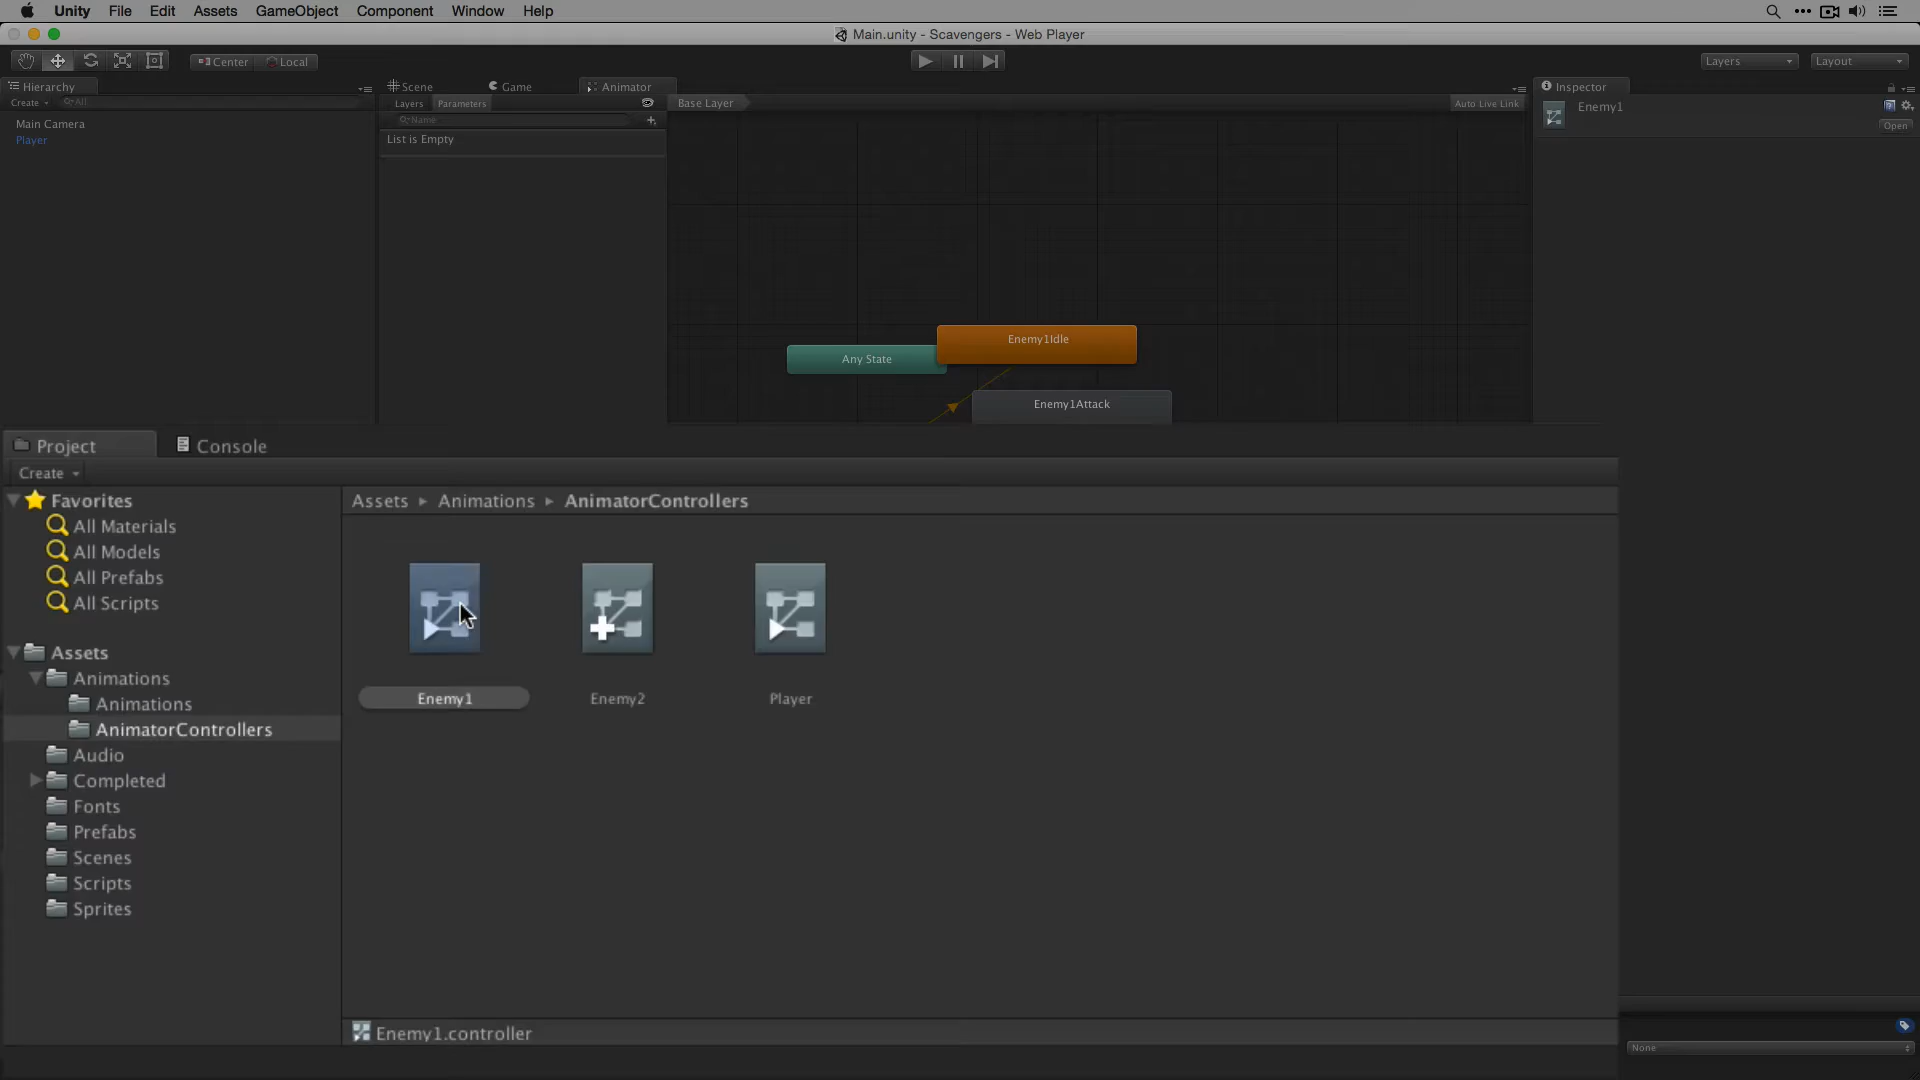 Unity File Edit Assets GameObject Component Window Help
Main.unity - Scavengers - Web Player
Center Local Layers Layout
Hierarchy Scene Game Animator Inspector
Create All Layers Parameters Base Layer Auto Live Link Enemy1
Name Open
Main Camera
Player
List is Empty
Enemy1Idle
Any State
Enemy1Attack
Project Console
Create
Favorites
All Materials
All Models
All Prefabs
All Scripts
Assets
Animations
Animations
AnimatorControllers
Audio
Completed
Fonts
Prefabs
Scenes
Scripts
Sprites
Assets Animations AnimatorControllers
Enemy1 Enemy2 Player
Enemy1.controller
None